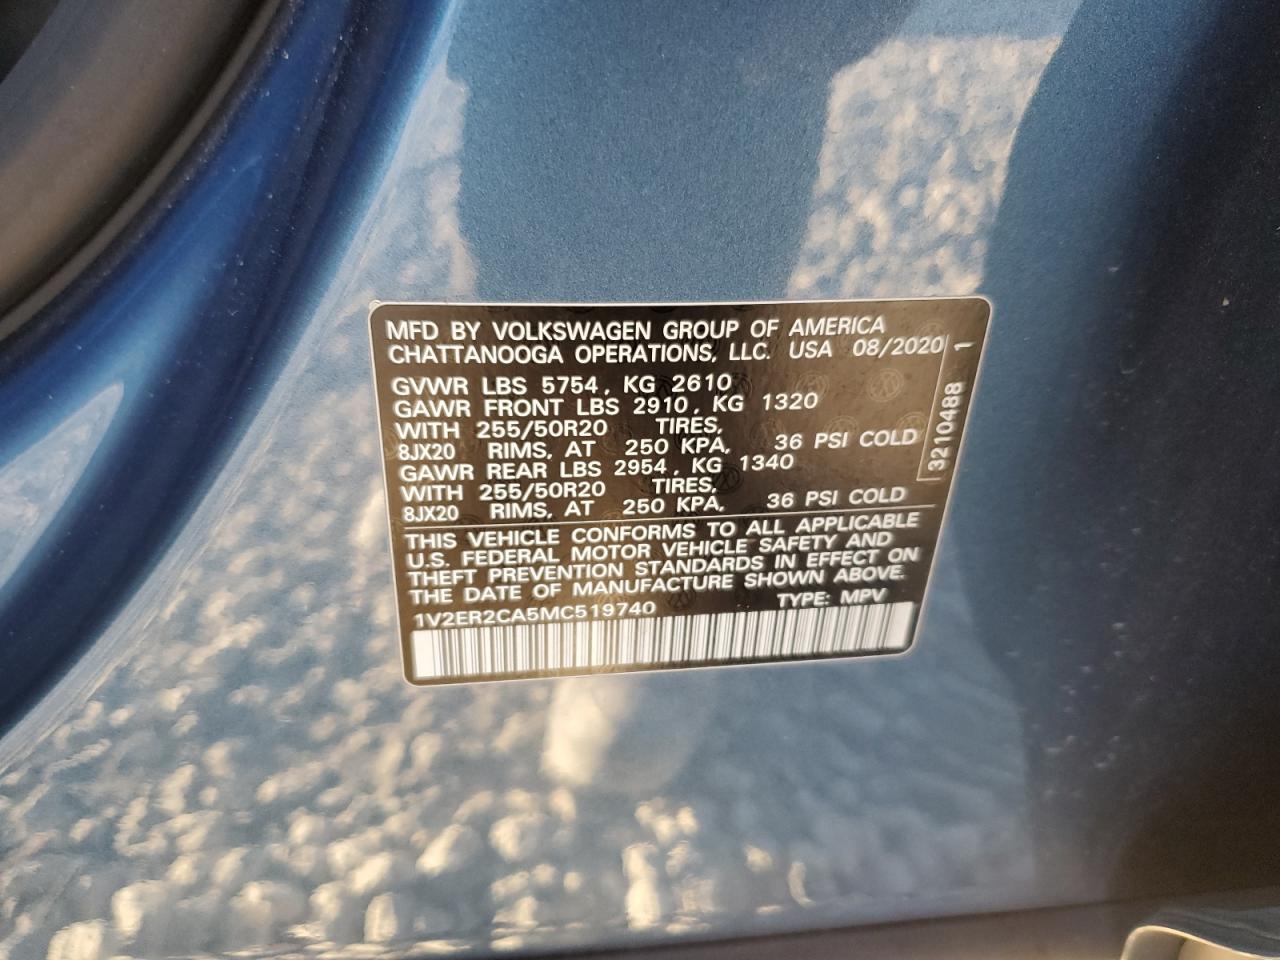 MFD BY VOLKSWAGEN GROUP OF AMERICA
CHATTANOOGA OPERATIONS, LLC. USA 08/2020
GVWR LBS 5754, KG 2610
GAWR FRONT LBS 2910, KG 1320
WITH 255/50R20 TIRES,
8JX20 RIMS, AT 250 KPA, 36 PSI COLD
GAWR REAR LBS 2954, KG 1340
WITH 255/50R20 TIRES,
8JX20 RIMS, AT 250 KPA, 36 PSI COLD
THIS VEHICLE CONFORMS TO ALL APPLICABLE
U.S. FEDERAL MOTOR VEHICLE SAFETY AND
THEFT PREVENTION STANDARDS IN EFFECT ON
THE DATE OF MANUFACTURE SHOWN ABOVE.
1V2ER2CA5MC519740 TYPE: MPV
3210488 1